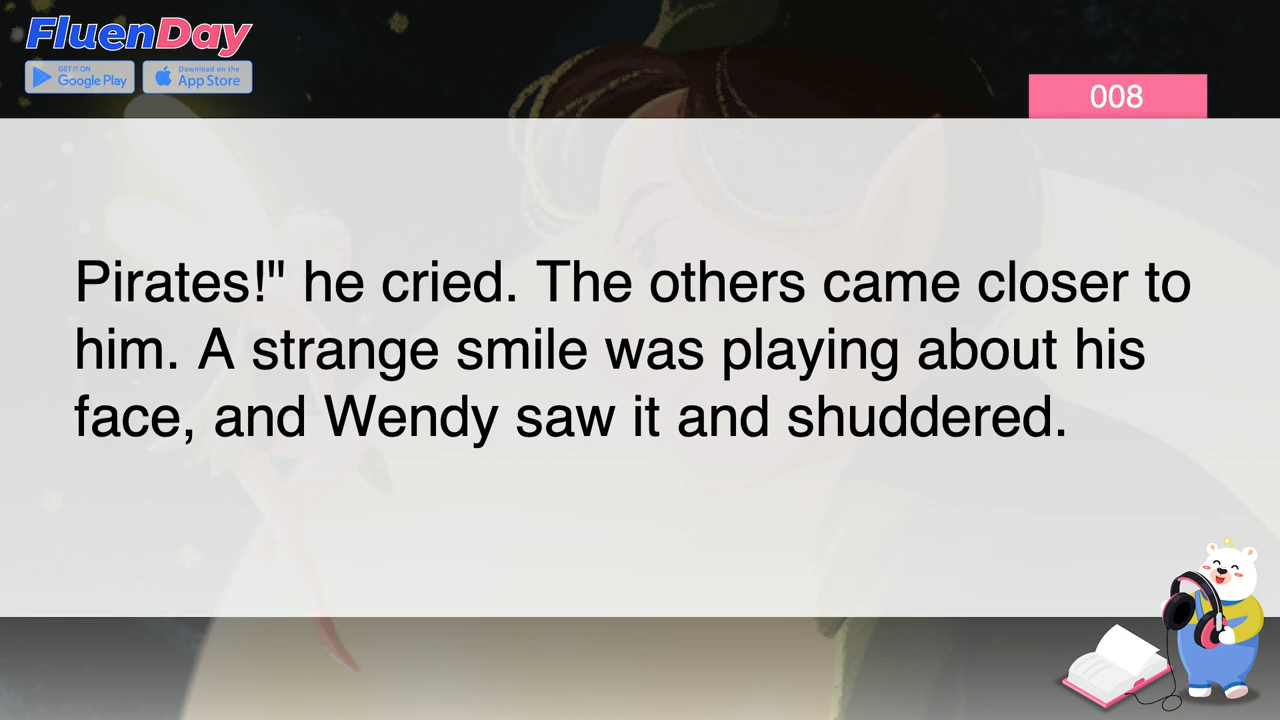 FluenDay
GET IT ON
Google Play
Download on the
App Store
008
Pirates!" he cried. The others came closer to
him. A strange smile was playing about his
face, and Wendy saw it and shuddered.